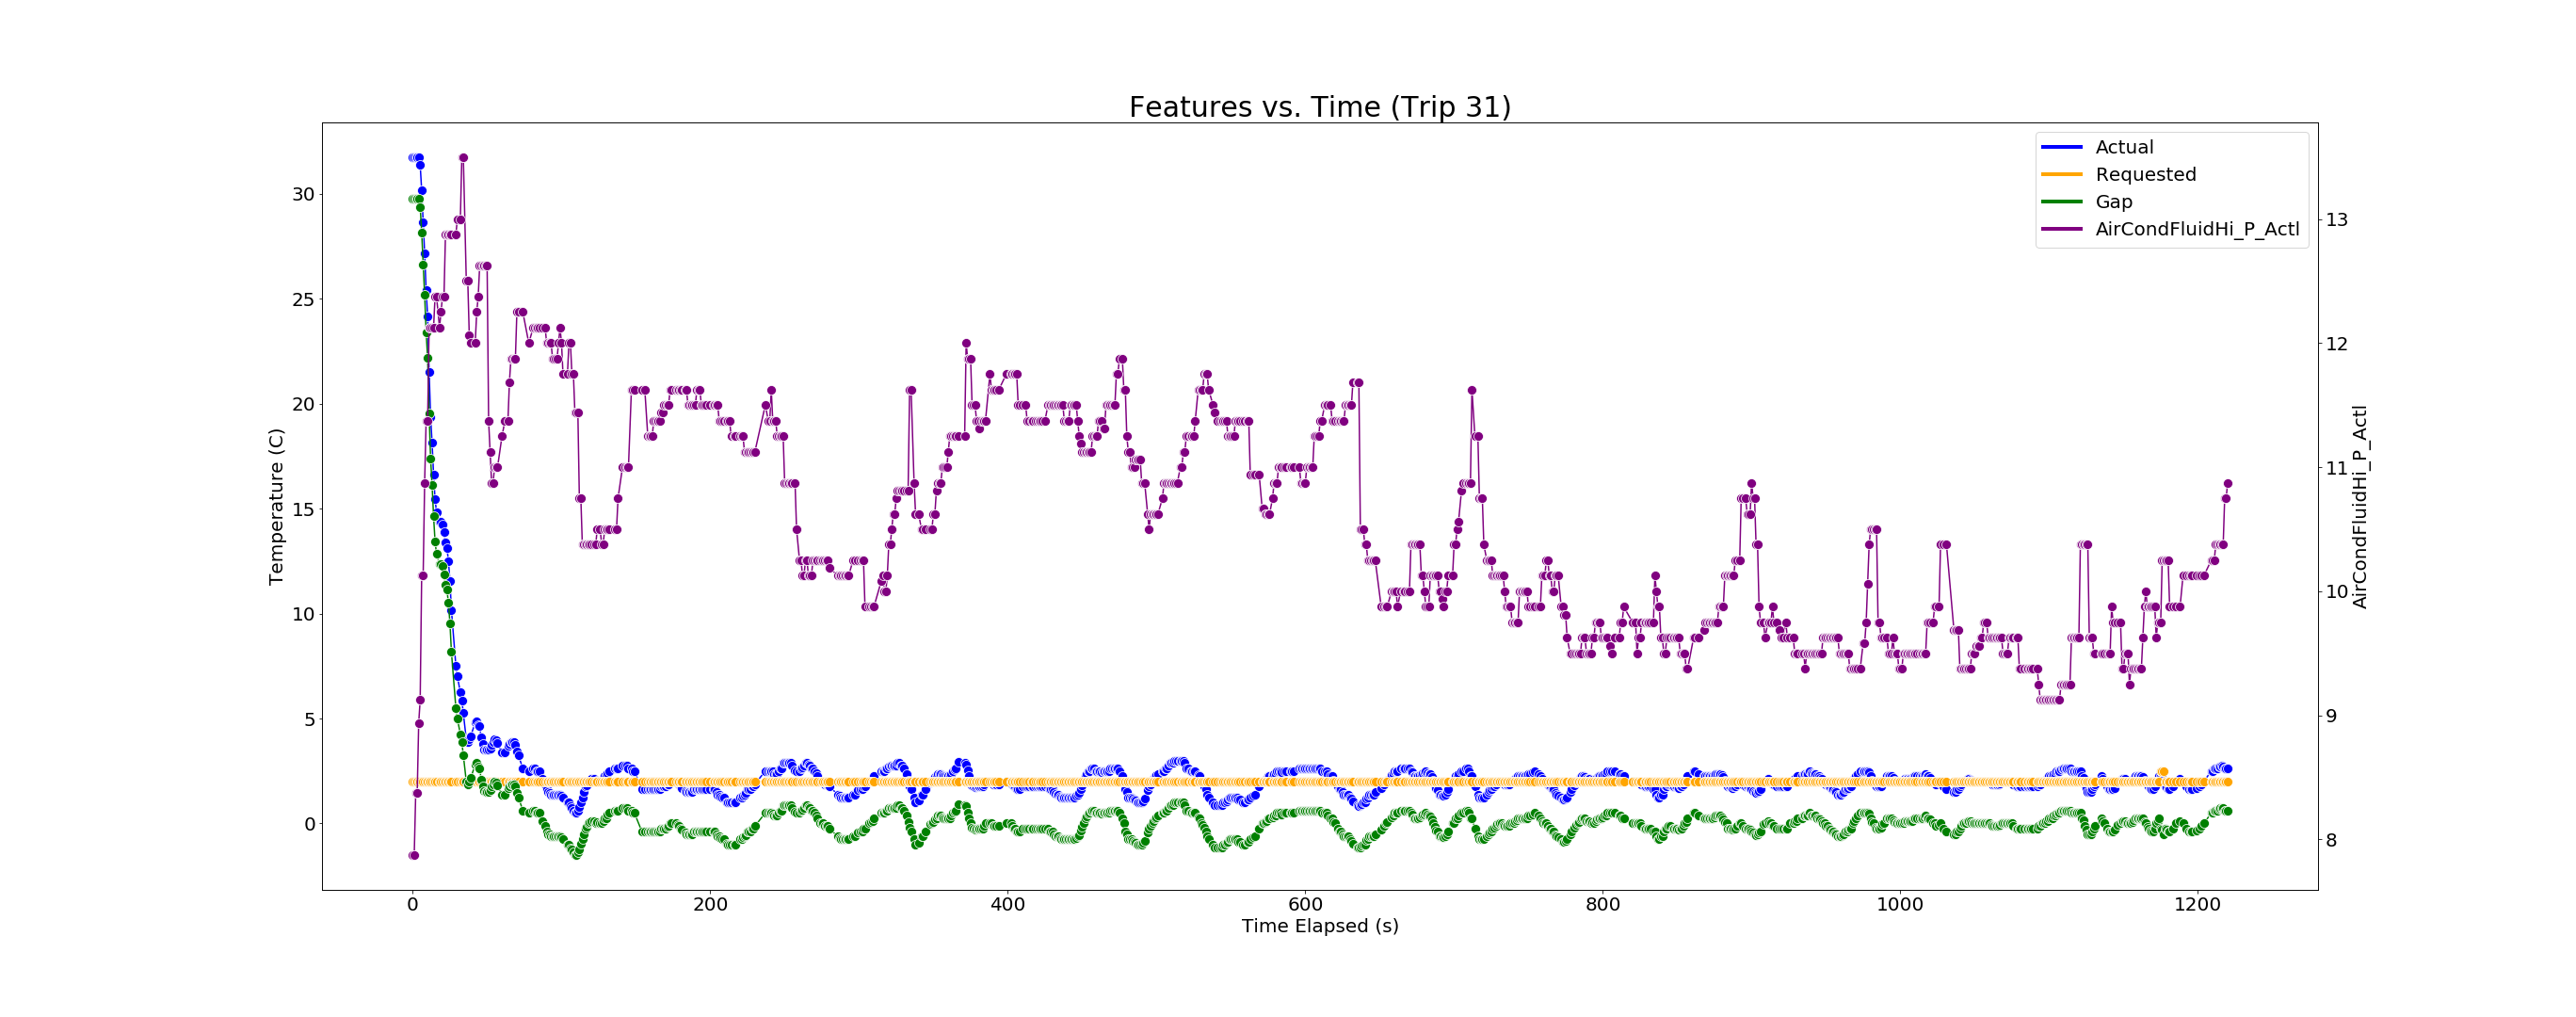 Features vs. Time (Trip 31)
Actual
Requested
Gap
AirCondFluidHi_P_Actl
Temperature (C)
30
25
20
15
10
5
0
13
12
11
10
9
8
AirCondFluidHi_P_Actl
0 200 400 600 800 1000 1200
Time Elapsed (s)